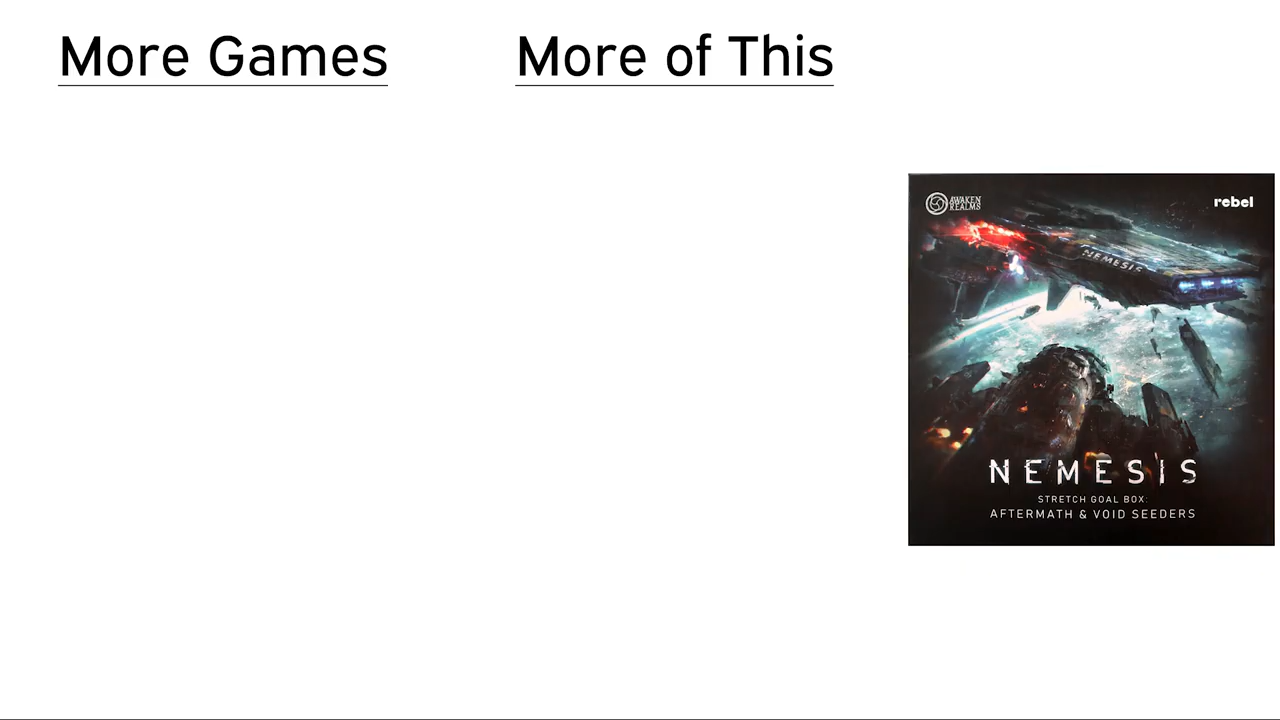 More Games
More of This
AWAKEN
REALMS
rebel
NEMESIS
NEMESIS
STRETCH GOAL BOX:
AFTERMATH & VOID SEEDERS